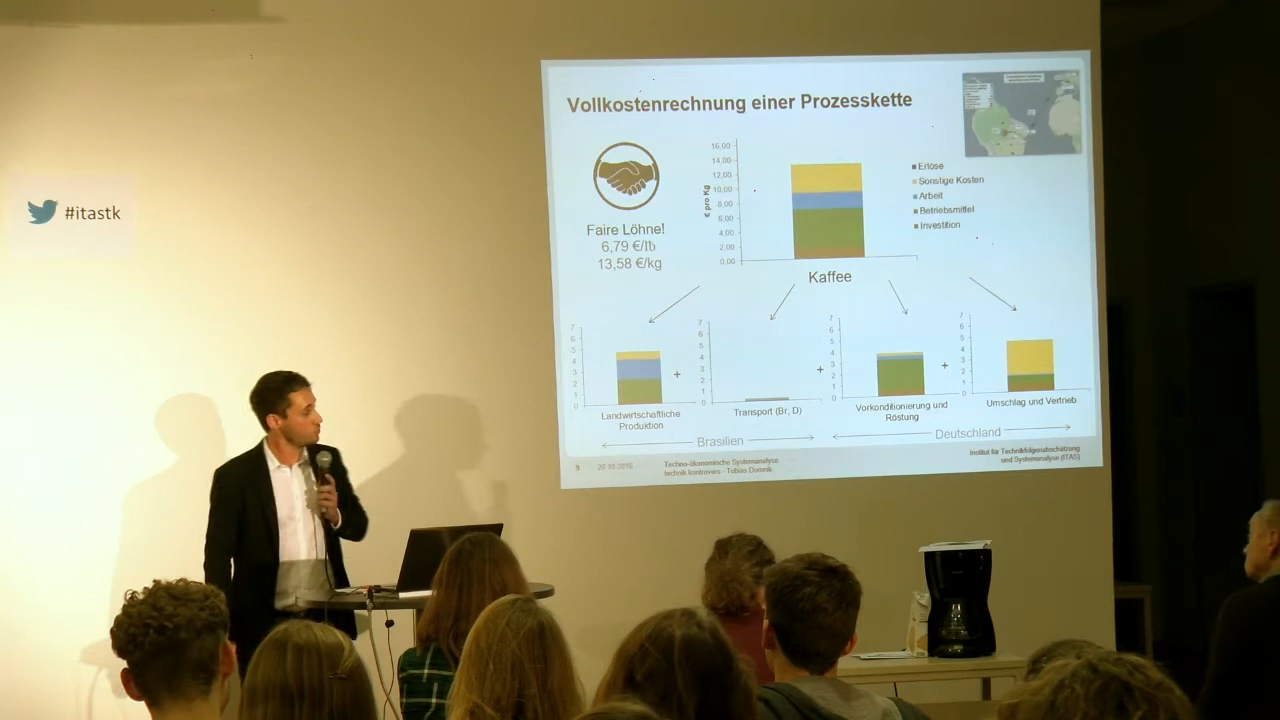 #itastk
Vollkostenrechnung einer Prozesskette
Faire Löhne!
6,79 €/lb
13,58 €/kg
€ pro Kg
16,00
14,00
12,00
10,00
8,00
6,00
4,00
2,00
0,00
Erlöse
Sonstige Kosten
Arbeit
Betriebsmittel
Investition
Kaffee
7
6
5
4
3
2
1
0
Landwirtschaftliche
Produktion
+
7
6
5
4
3
2
1
0
Transport (Br, D)
+
7
6
5
4
3
2
1
0
Vorkonditionierung und
Röstung
+
7
6
5
4
3
2
1
0
Umschlag und Vertrieb
Brasilien
Deutschland
9
20.10.2016
Techno-ökonomische Systemanalyse
technik.kontrovers - Tobias Dominik
Institut für Technikfolgenabschätzung
und Systemanalyse (ITAS)